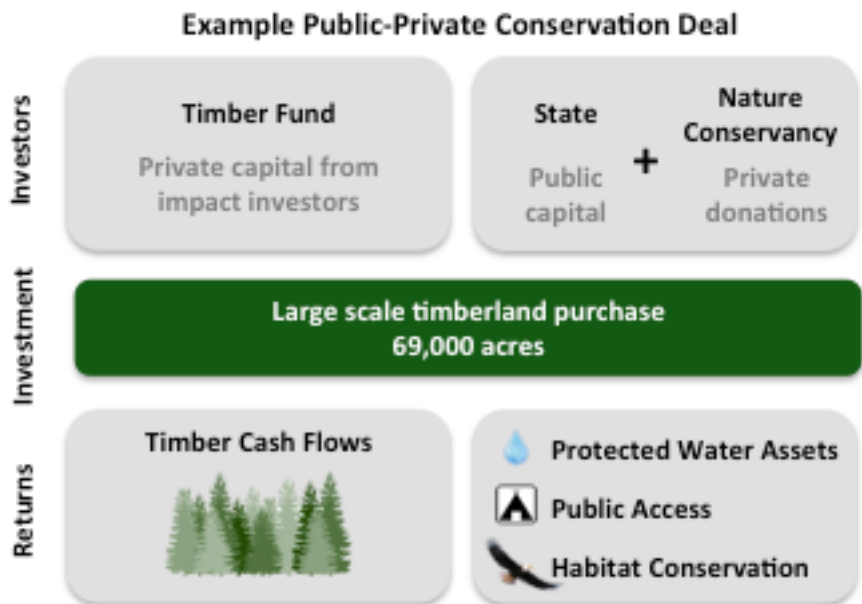 Example Public-Private Conservation Deal
Investors
Timber Fund
Private capital from
impact investors
State
Public
capital
+
Nature
Conservancy
Private
donations
Investment
Large scale timberland purchase
69,000 acres
Returns
Timber Cash Flows
Protected Water Assets
Public Access
Habitat Conservation